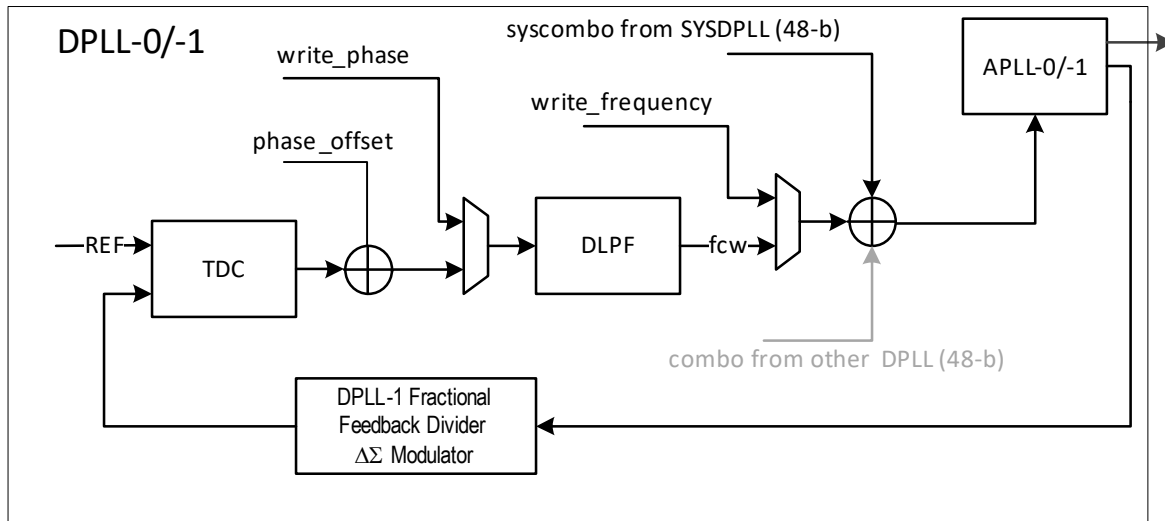 DPLL-0/-1
syscombo from SYSDPLL (48-b)
write_phase
APLL-0/-1
write_frequency
phase_offset
REF
TDC
DLPF
fcw
combo from other DPLL (48-b)
DPLL-1 Fractional
Feedback Divider
ΔΣ Modulator